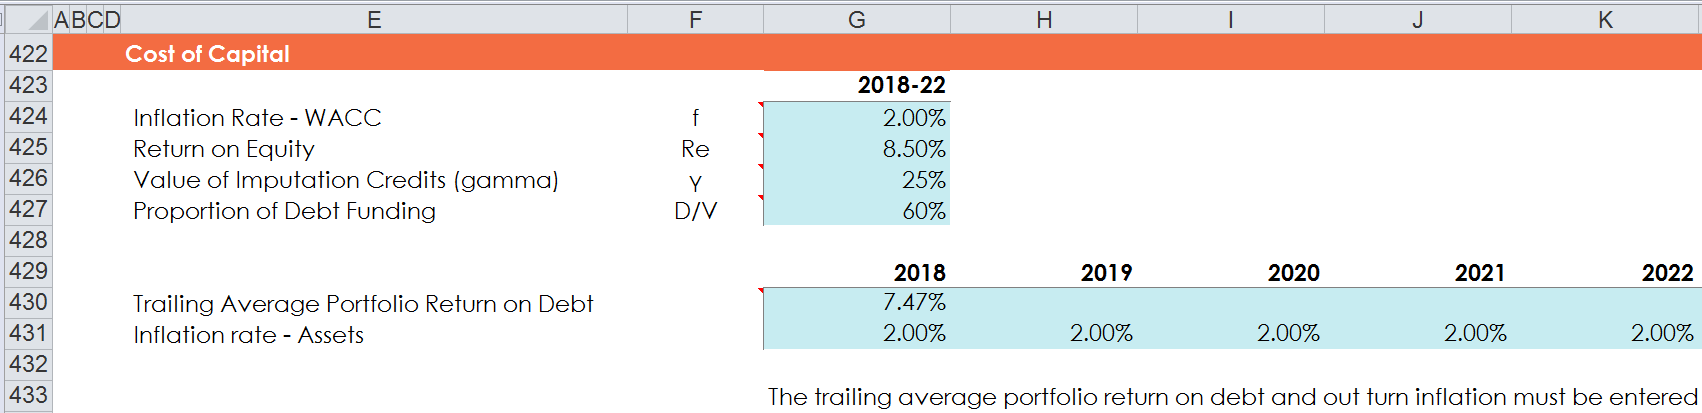 A B C D E F G H I J K
422 Cost of Capital
423 2018-22
424 Inflation Rate - WACC f 2.00%
425 Return on Equity Re 8.50%
426 Value of Imputation Credits (gamma) γ 25%
427 Proportion of Debt Funding D/V 60%
428
429 2018 2019 2020 2021 2022
430 Trailing Average Portfolio Return on Debt 7.47%
431 Inflation rate - Assets 2.00% 2.00% 2.00% 2.00% 2.00%
432
433 The trailing average portfolio return on debt and out turn inflation must be entered